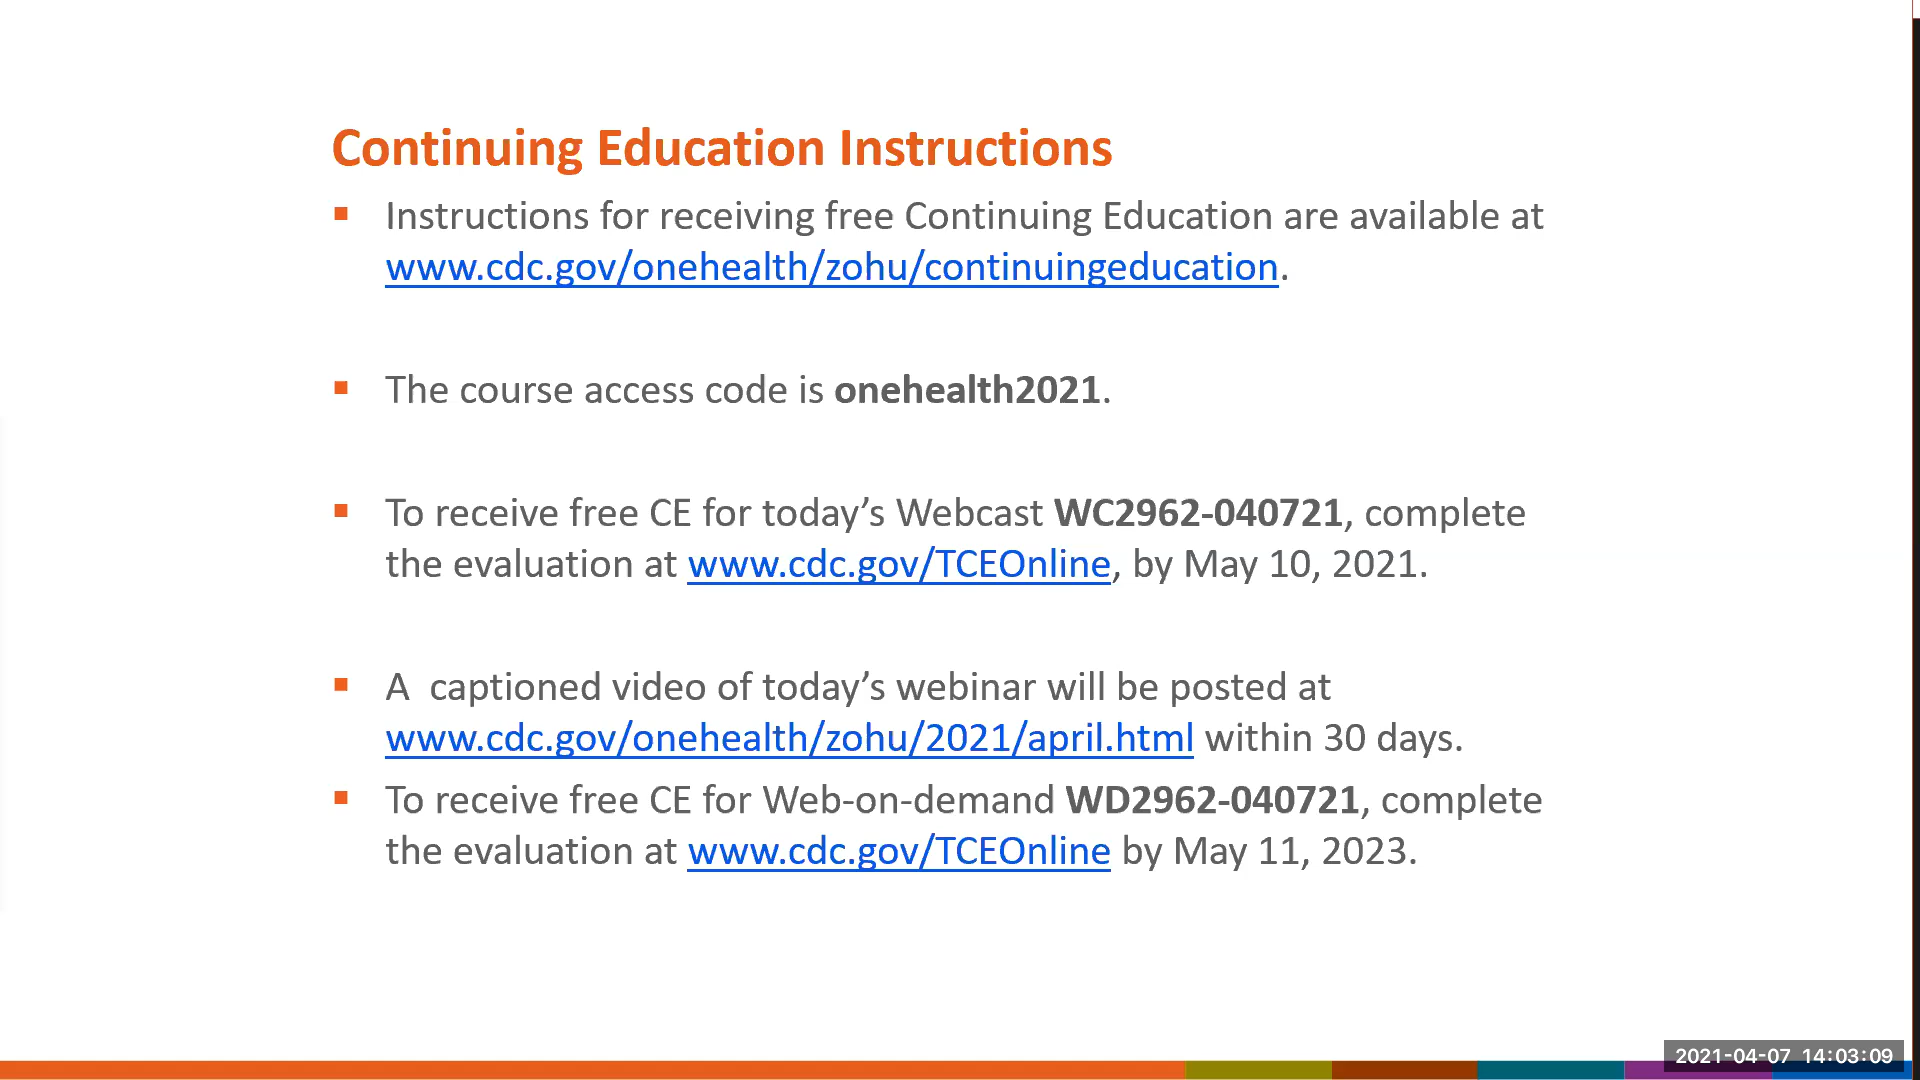 Continuing Education Instructions
▪ Instructions for receiving free Continuing Education are available at
www.cdc.gov/onehealth/zohu/continuingeducation.
▪ The course access code is onehealth2021.
▪ To receive free CE for today’s Webcast WC2962-040721, complete
the evaluation at www.cdc.gov/TCEOnline, by May 10, 2021.
▪ A  captioned video of today’s webinar will be posted at
www.cdc.gov/onehealth/zohu/2021/april.html within 30 days.
▪ To receive free CE for Web-on-demand WD2962-040721, complete
the evaluation at www.cdc.gov/TCEOnline by May 11, 2023.
2021-04-07 14:03:09